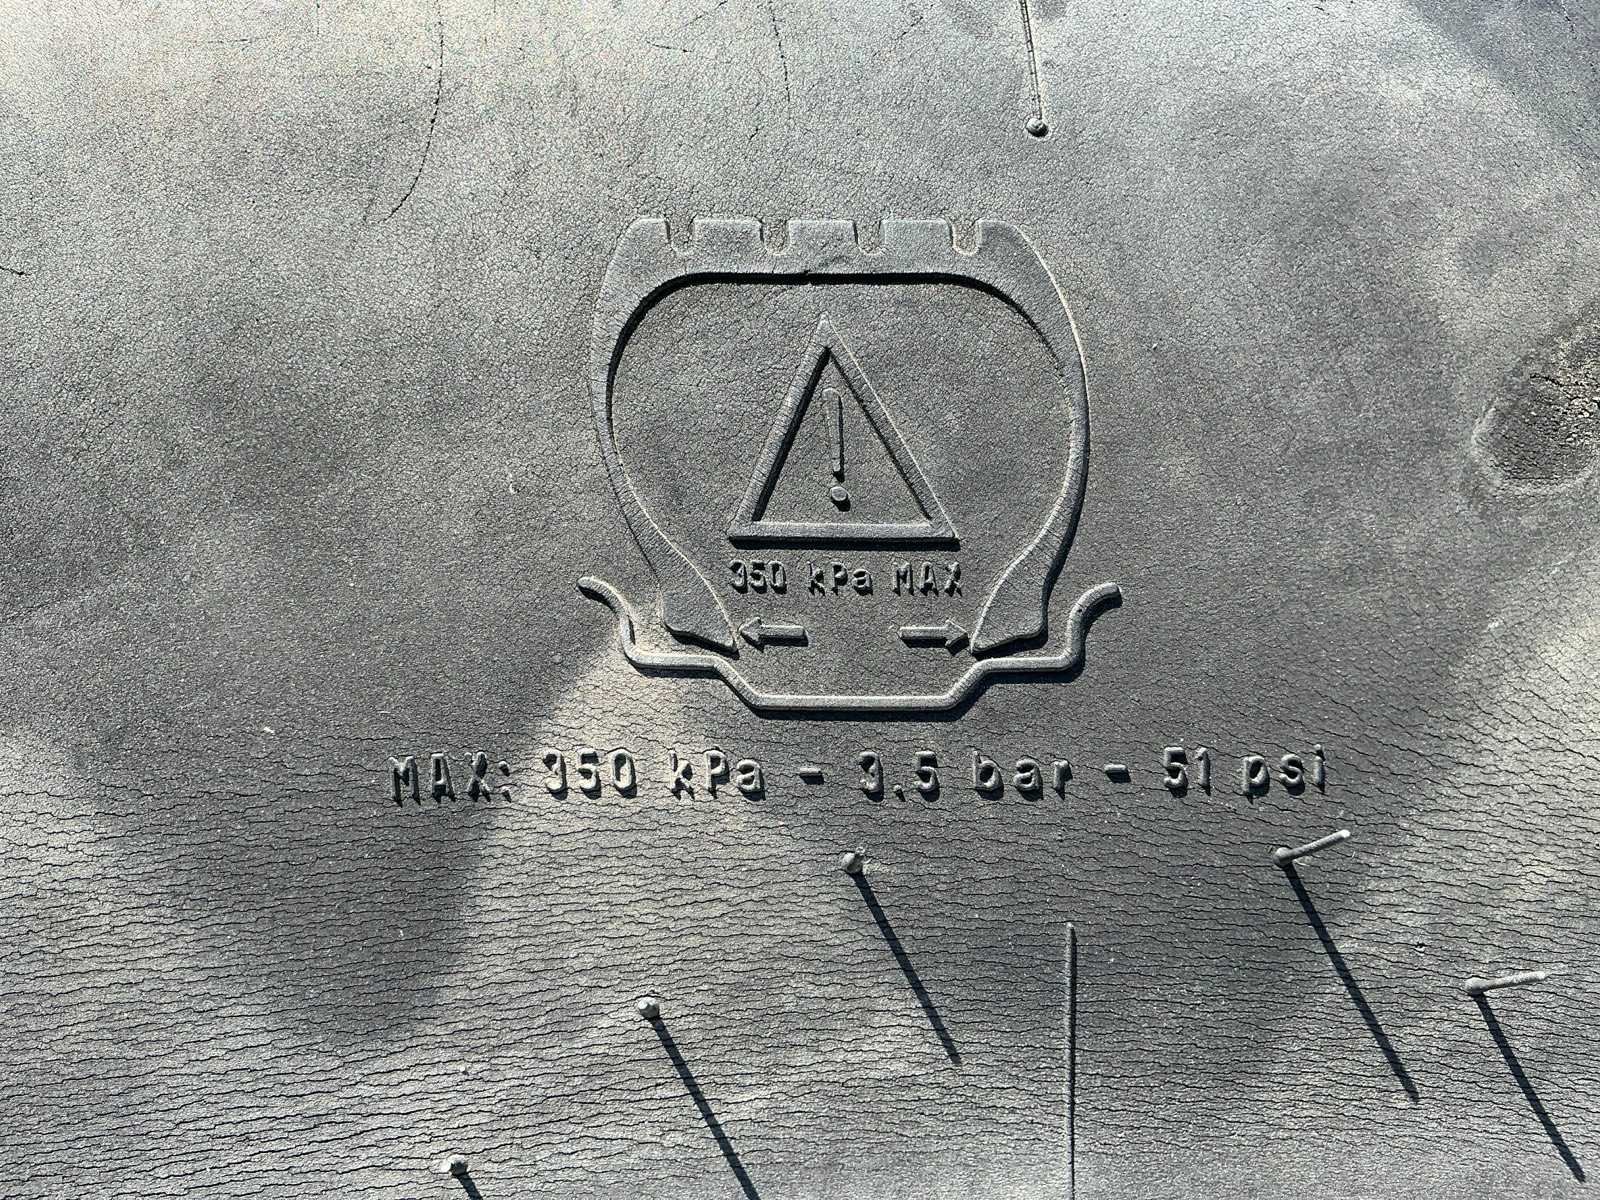 350 kPa MAX
MAX: 350 kPa - 3.5 bar - 51 psi